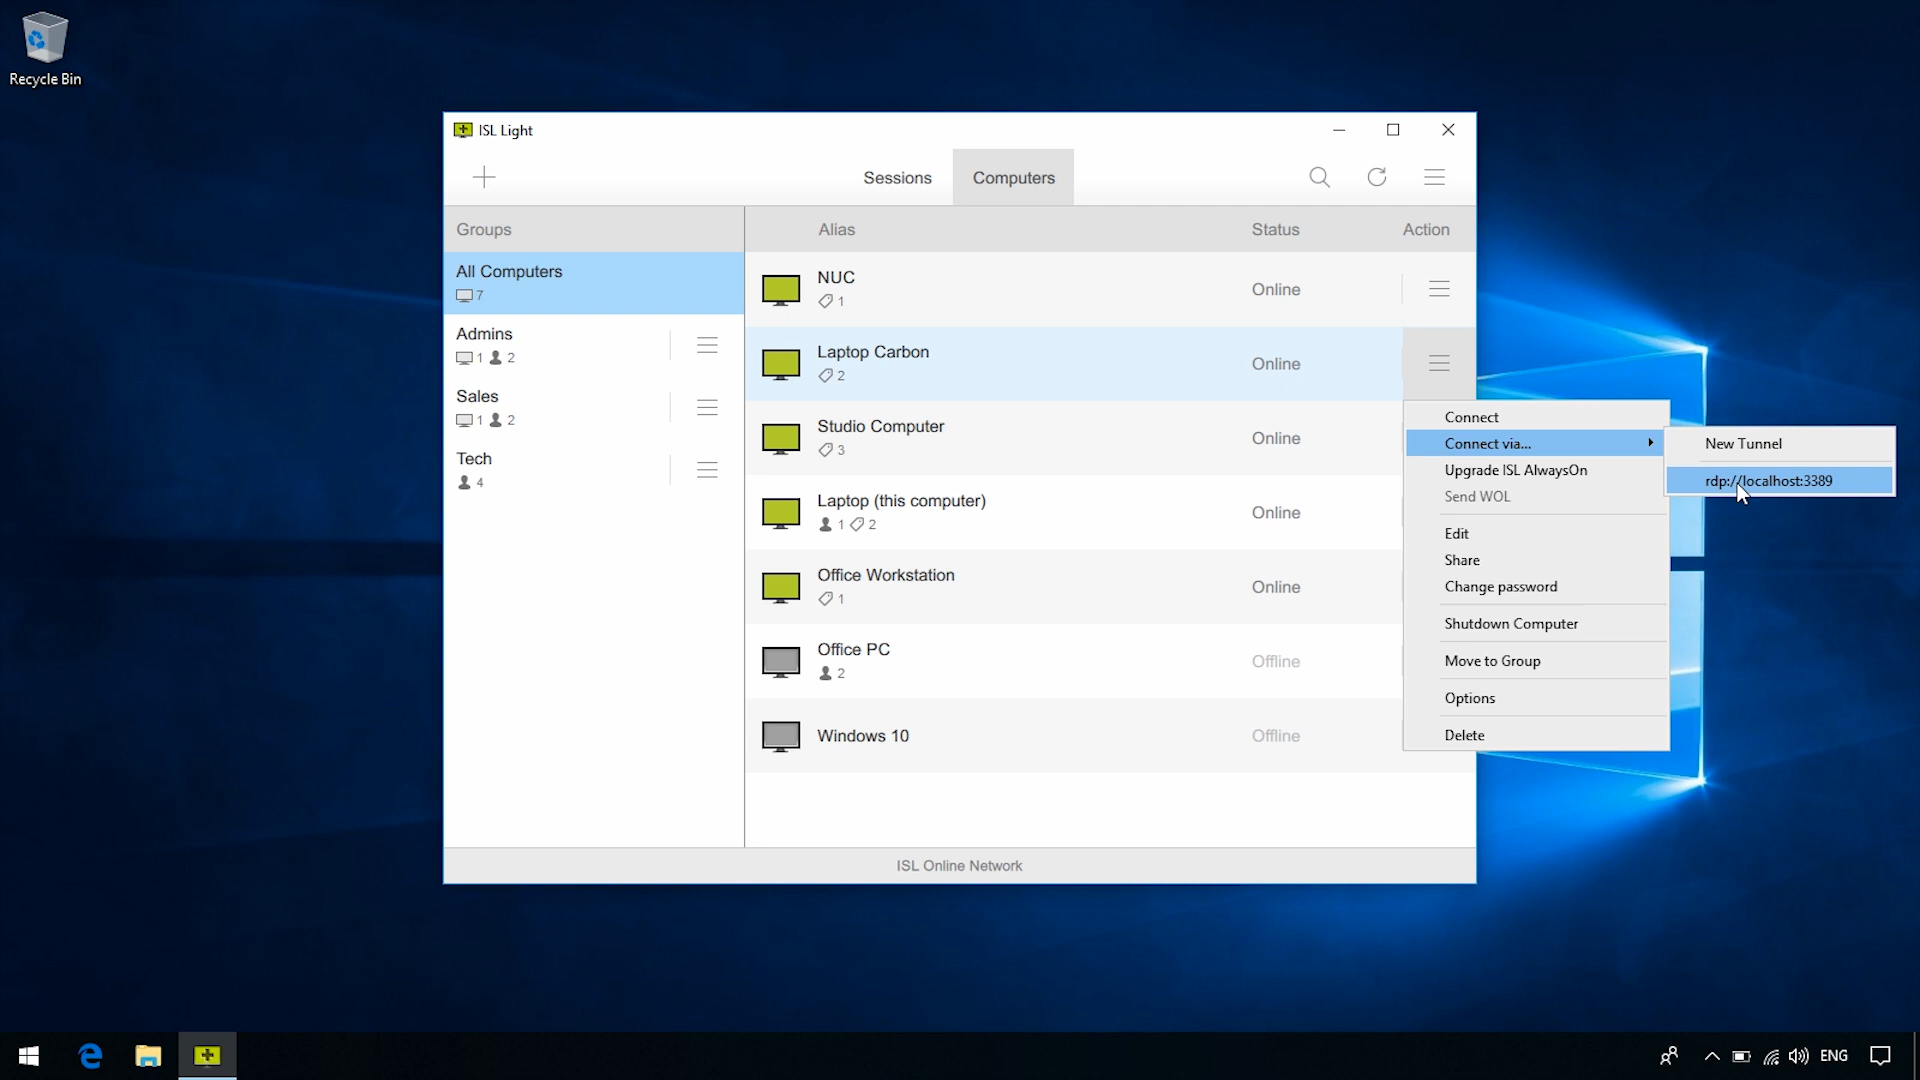 Recycle Bin
ISL Light
Sessions
Computers
Groups
Alias
Status
Action
All Computers
7
Admins
1 2
Sales
1 2
Tech
4
NUC
1
Online
Laptop Carbon
2
Online
Studio Computer
3
Online
Laptop (this computer)
1 2
Online
Office Workstation
1
Online
Office PC
2
Offline
Windows 10
Offline
Connect
Connect via...
Upgrade ISL AlwaysOn
Send WOL
Edit
Share
Change password
Shutdown Computer
Move to Group
Options
Delete
New Tunnel
rdp://localhost:3389
ISL Online Network
ENG